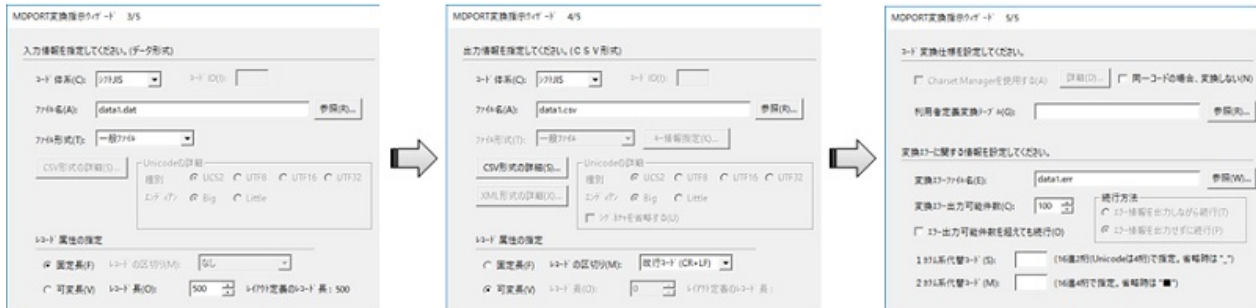 MDPORT変換指示ウィザード 3/5
入力情報を指定してください。(データ形式)
コード体系(C): シフトJIS コードID(I):
ファイル名(A): data1.dat 参照(R)...
ファイル形式(T): 一般ファイル
CSV形式の詳細(S)...
Unicodeの詳細
種別 UCS2 UTF8 UTF16 UTF32
エンディアン Big Little
レコード属性の指定
固定長(F) レコードの区切り(M): なし
可変長(V) レコード長(O): 500 レイアウト定義のレコード長 : 500
MDPORT変換指示ウィザード 4/5
出力情報を指定してください。(CSV形式)
コード体系(C): シフトJIS コードID(I):
ファイル名(A): data1.csv 参照(R)...
ファイル形式(T): 一般ファイル キー情報指定(K)...
CSV形式の詳細(S)...
XML形式の詳細(X)...
Unicodeの詳細
種別 UCS2 UTF8 UTF16 UTF32
エンディアン Big Little
シグネチャを省略する(U)
レコード属性の指定
固定長(F) レコードの区切り(M): 改行コード(CR+LF)
可変長(V) レコード長(O): 0 レイアウト定義のレコード長 :
MDPORT変換指示ウィザード 5/5
コード変換仕様を設定してください。
Charset Managerを使用する(A) 詳細(D)... 同一コードの場合、変換しない(N)
利用者定義変換テーブル(G): 参照(R)...
変換エラーに関する情報を設定してください。
変換エラーファイル名(E): data1.err 参照(W)...
変換エラー出力可能件数(C): 100
エラー出力可能件数を超えても続行(O)
続行方法
エラー情報を出力しながら続行(T)
エラー情報を出力せずに続行(P)
1カラム系代替コード(S): (16進2桁(Unicodeは4桁)で指定。省略時は"_")
2カラム系代替コード(M): (16進4桁で指定。省略時は"■")